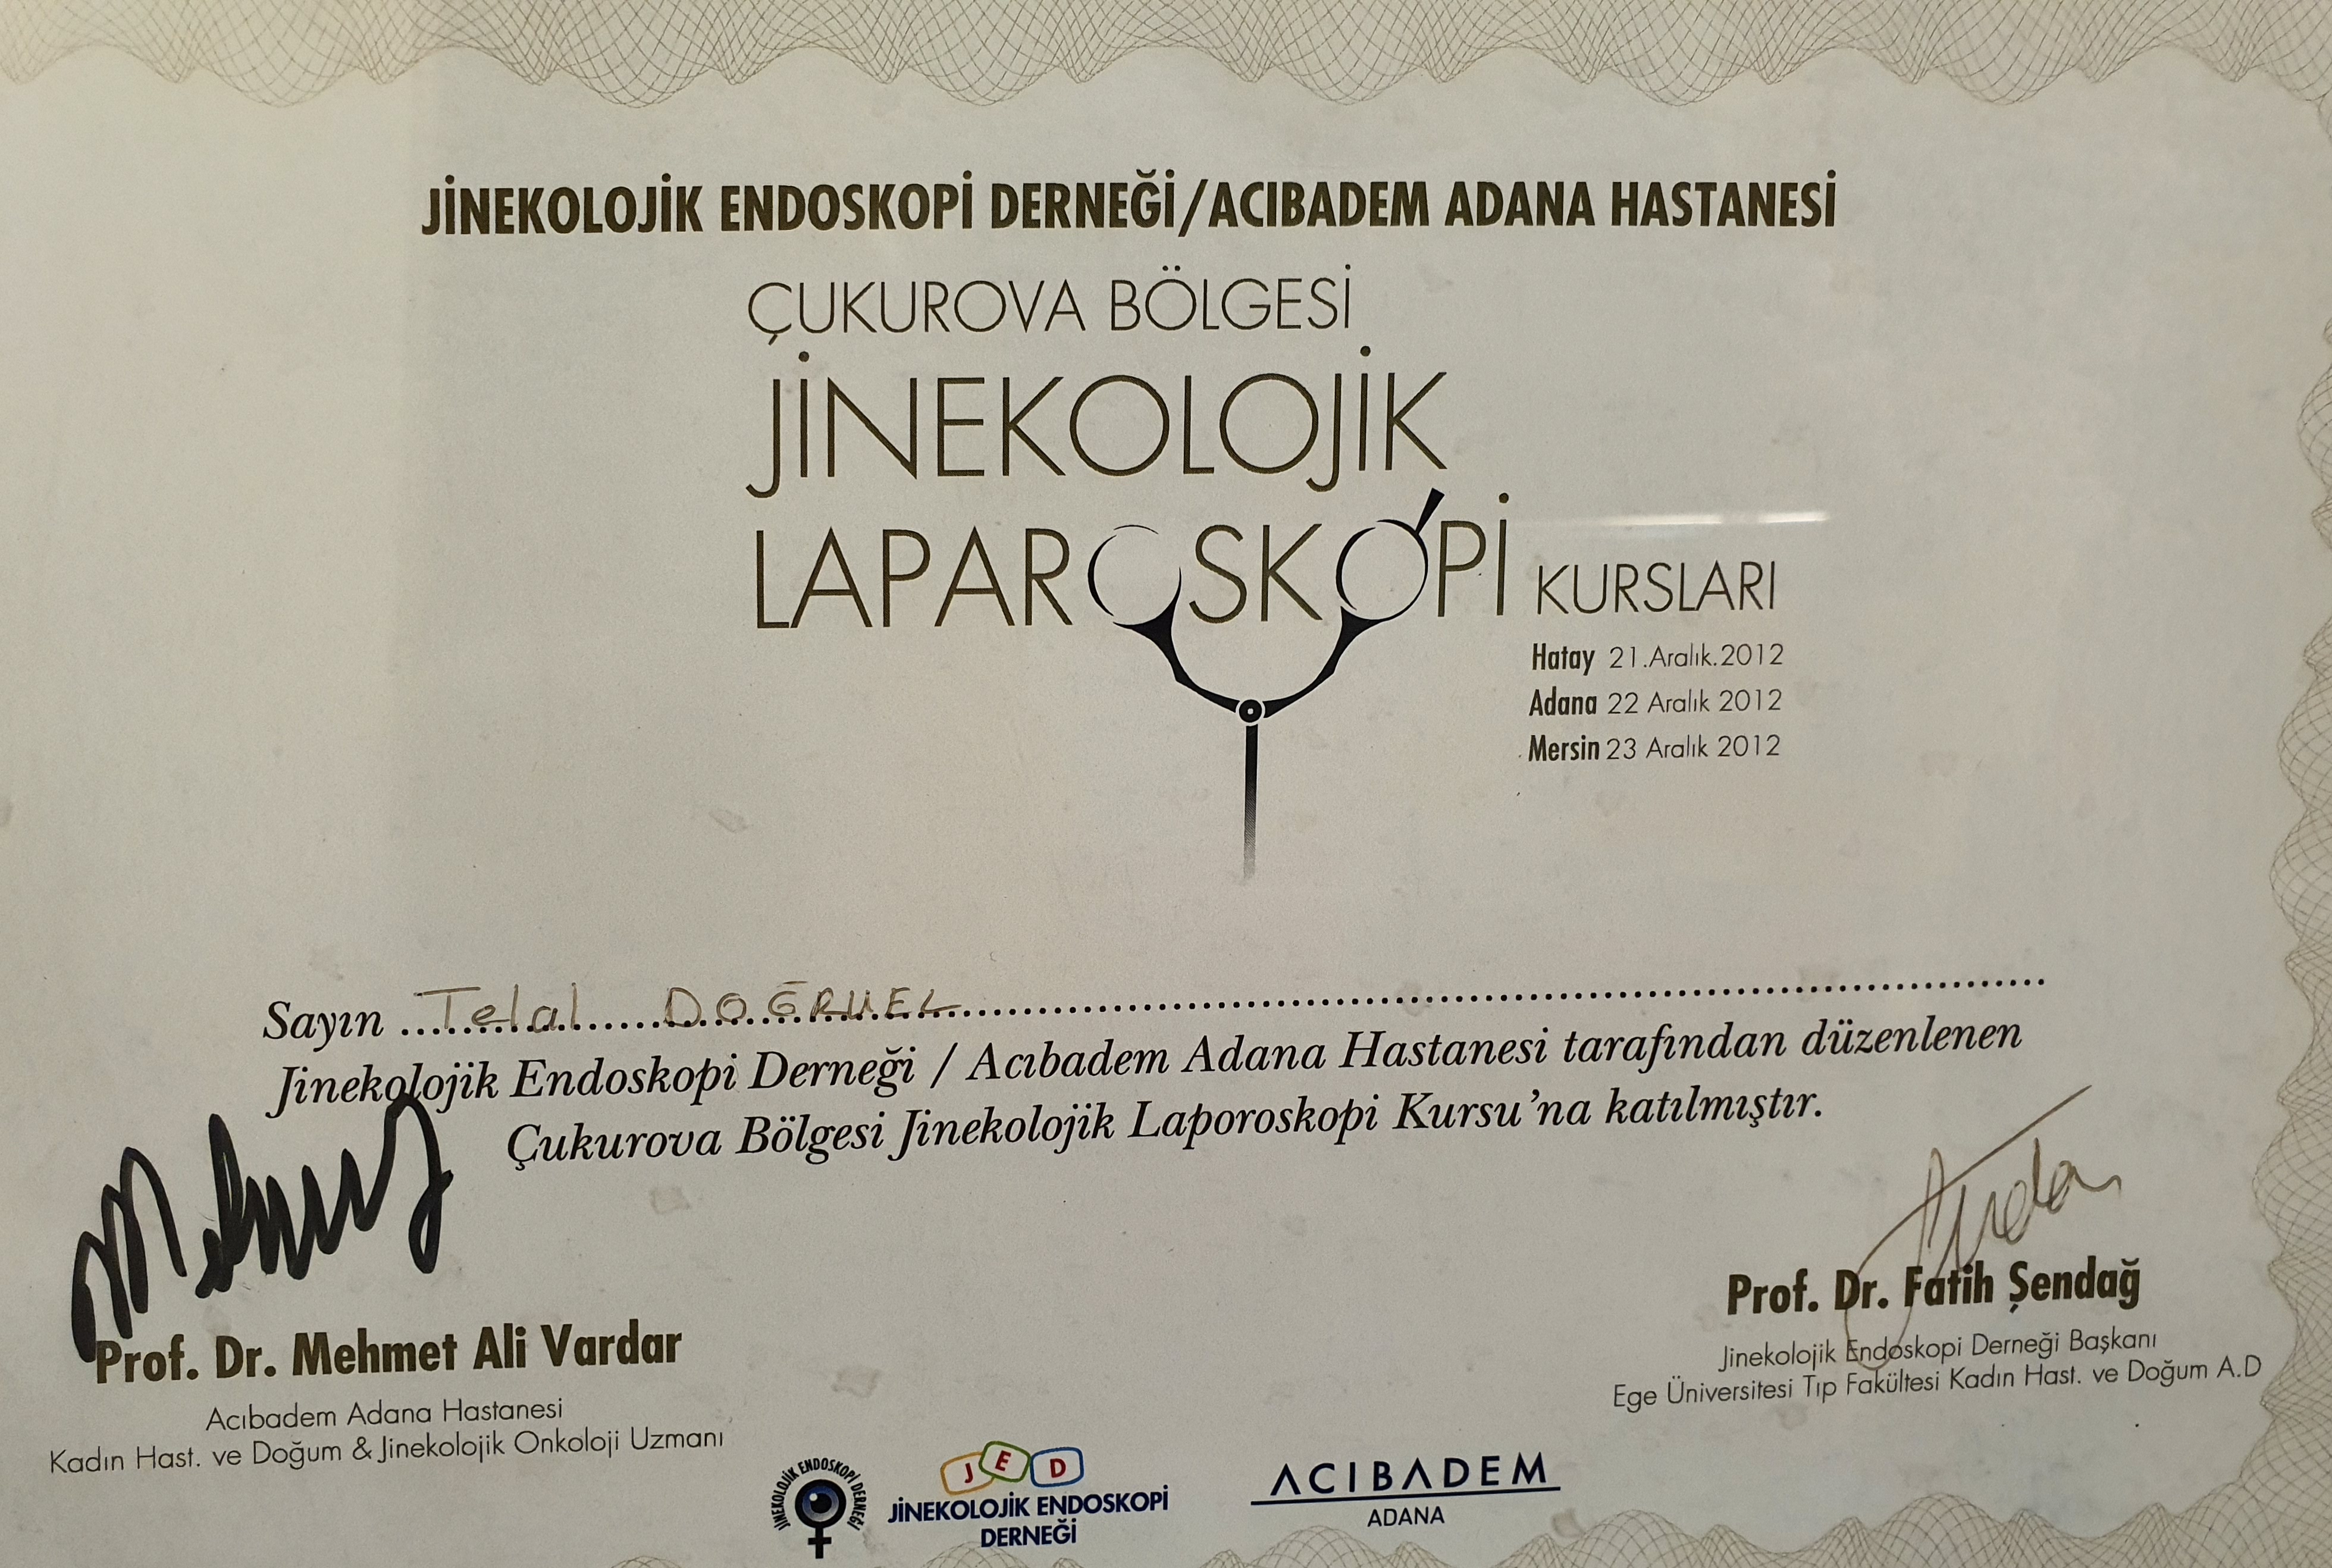 JİNEKOLOJİK ENDOSKOPİ DERNEĞİ/ACIBADEM ADANA HASTANESİ
ÇUKUROVA BÖLGESİ
JİNEKOLOJİK
LAPAROSKOPİ KURSLARI
Hatay 21.Aralık.2012
Adana 22 Aralık 2012
Mersin 23 Aralık 2012
Sayın Telal DOĞRUEL
Jinekolojik Endoskopi Derneği / Acıbadem Adana Hastanesi tarafından düzenlenen
Çukurova Bölgesi Jinekolojik Laporoskopi Kursu'na katılmıştır.
Prof. Dr. Mehmet Ali Vardar
Acıbadem Adana Hastanesi
Kadın Hast. ve Doğum & Jinekolojik Onkoloji Uzmanı
Prof. Dr. Fatih Şendağ
Jinekolojik Endoskopi Derneği Başkanı
Ege Üniversitesi Tıp Fakültesi Kadın Hast. ve Doğum A.D
JİNEKOLOJİK ENDOSKOPİ DERNEĞİ
JED
JİNEKOLOJİK ENDOSKOPİ
DERNEĞİ
ACIBADEM
ADANA